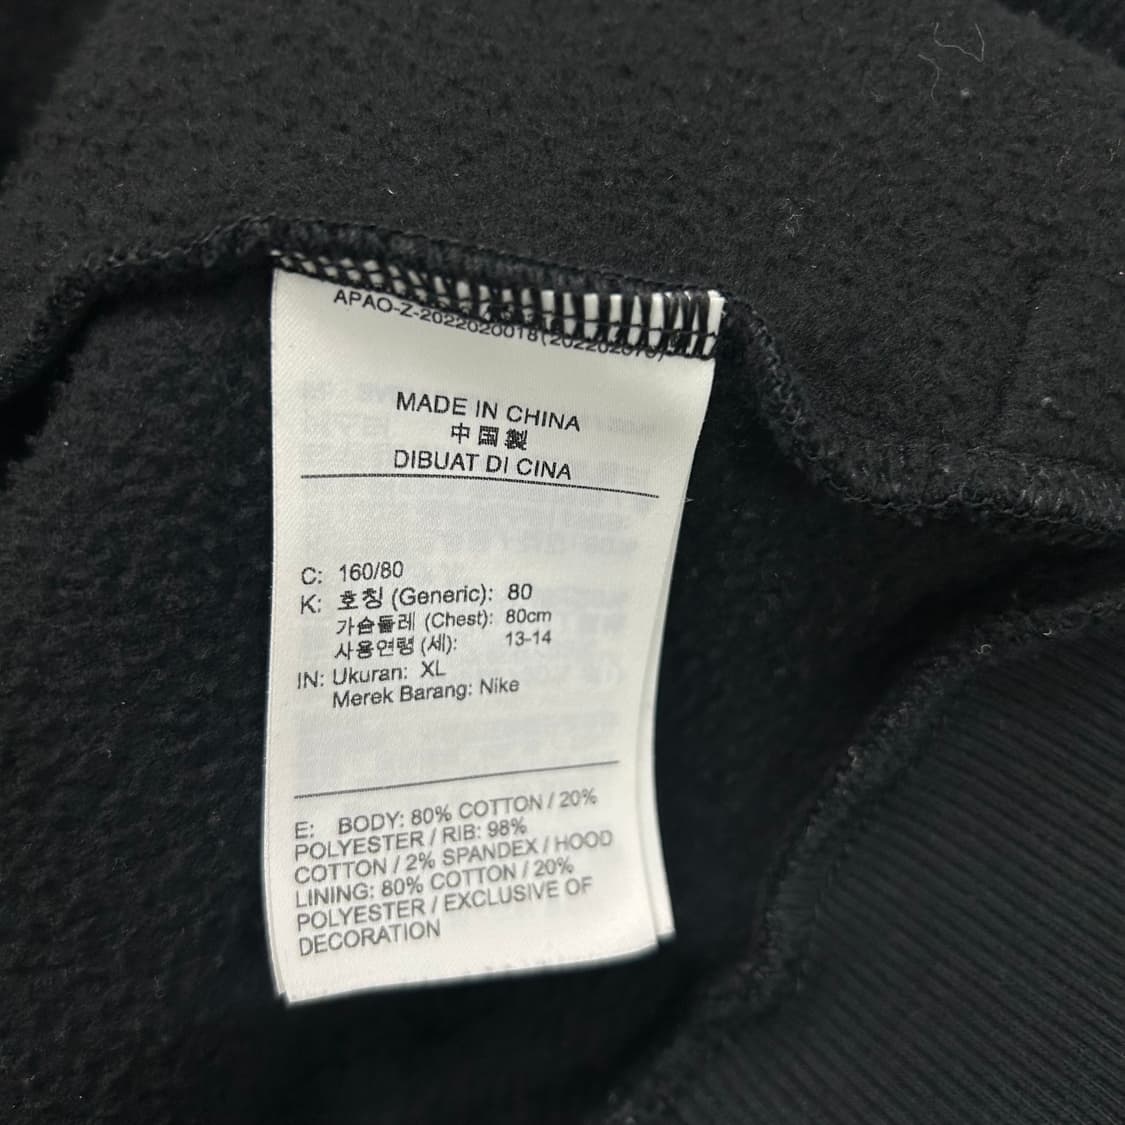 APAO-Z-2022020018
MADE IN CHINA
中国製
DIBUAT DI CINA
C: 160/80
K: 호칭 (Generic): 80
가슴둘레 (Chest): 80cm
사용연령 (세): 13-14
IN: Ukuran: XL
Merek Barang: Nike
E: BODY: 80% COTTON / 20%
POLYESTER / RIB: 98%
COTTON / 2% SPANDEX / HOOD
LINING: 80% COTTON / 20%
POLYESTER / EXCLUSIVE OF
DECORATION